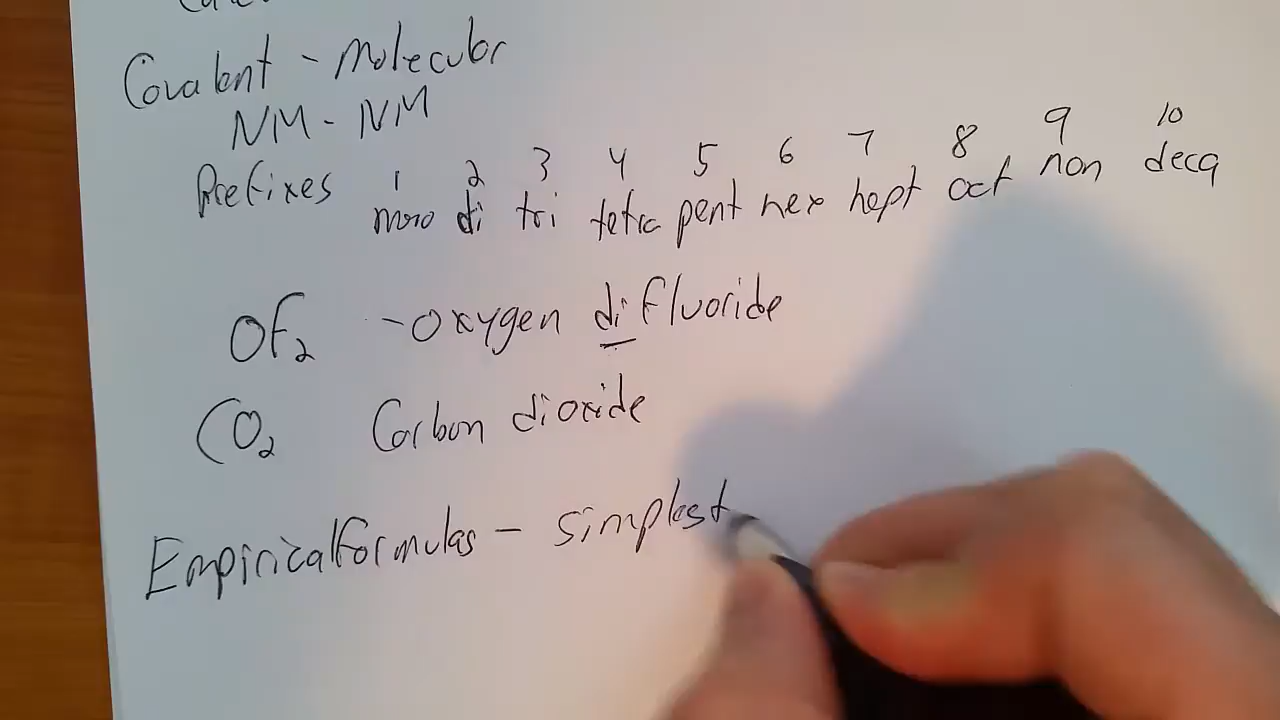 Covalent - molecular
NM - NM
1 2 3 4 5 6 7 8 9 10
Prefixes mono di tri tetra pent hex hept oct non deca
OF2 - oxygen difluoride
CO2 Carbon dioxide
Empirical Formulas - simplest